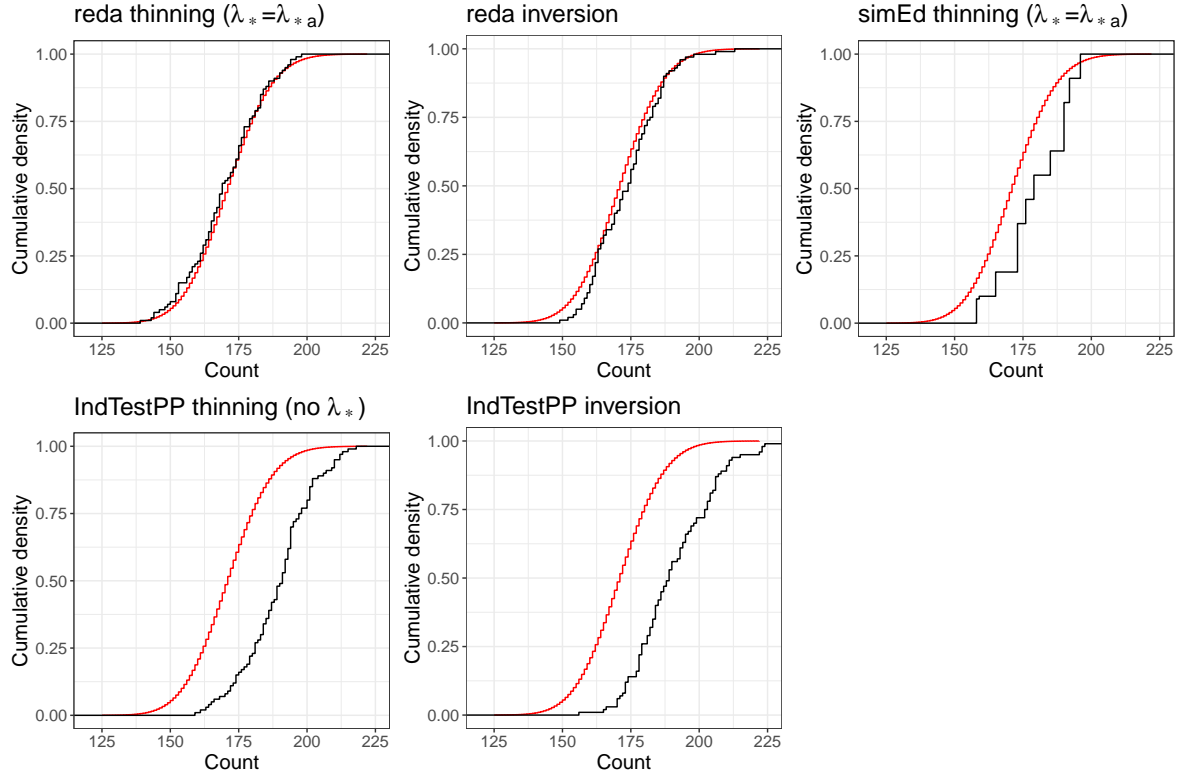 reda thinning (λ*=λ*a)
reda inversion
simEd thinning (λ*=λ*a)
Cumulative density
1.00
0.75
0.50
0.25
0.00
125 150 175 200 225
Count
Cumulative density
1.00
0.75
0.50
0.25
0.00
125 150 175 200 225
Count
Cumulative density
1.00
0.75
0.50
0.25
0.00
125 150 175 200 225
Count
IndTestPP thinning (no λ*)
IndTestPP inversion
Cumulative density
1.00
0.75
0.50
0.25
0.00
125 150 175 200 225
Count
Cumulative density
1.00
0.75
0.50
0.25
0.00
125 150 175 200 225
Count